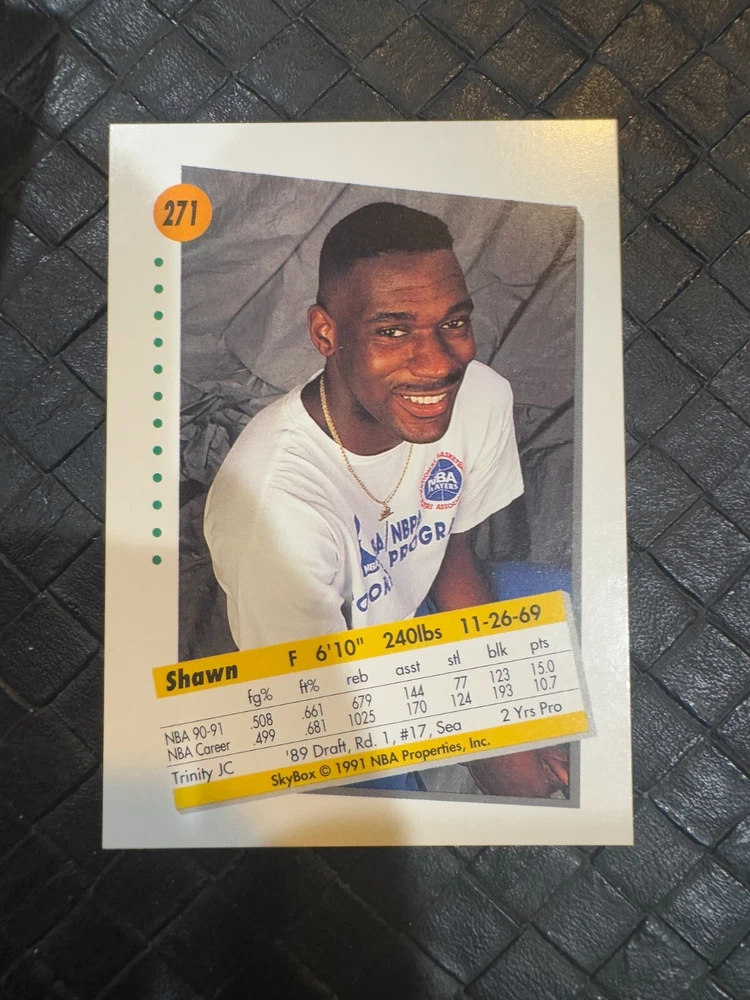 271
NBA
PLAYERS
Shawn F 6'10" 240lbs 11-26-69
fg% ft% reb asst stl blk pts
NBA 90-91 .508 .661 679 144 77 123 15.0
NBA Career .499 .681 1025 170 124 193 10.7
Trinity JC '89 Draft, Rd. 1, #17, Sea 2 Yrs Pro
SkyBox © 1991 NBA Properties, Inc.